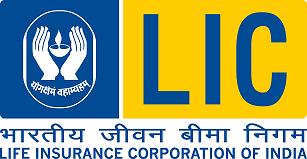 योगक्षेमं वहाम्यहम्
LIC
भारतीय जीवन बीमा निगम
LIFE INSURANCE CORPORATION OF INDIA